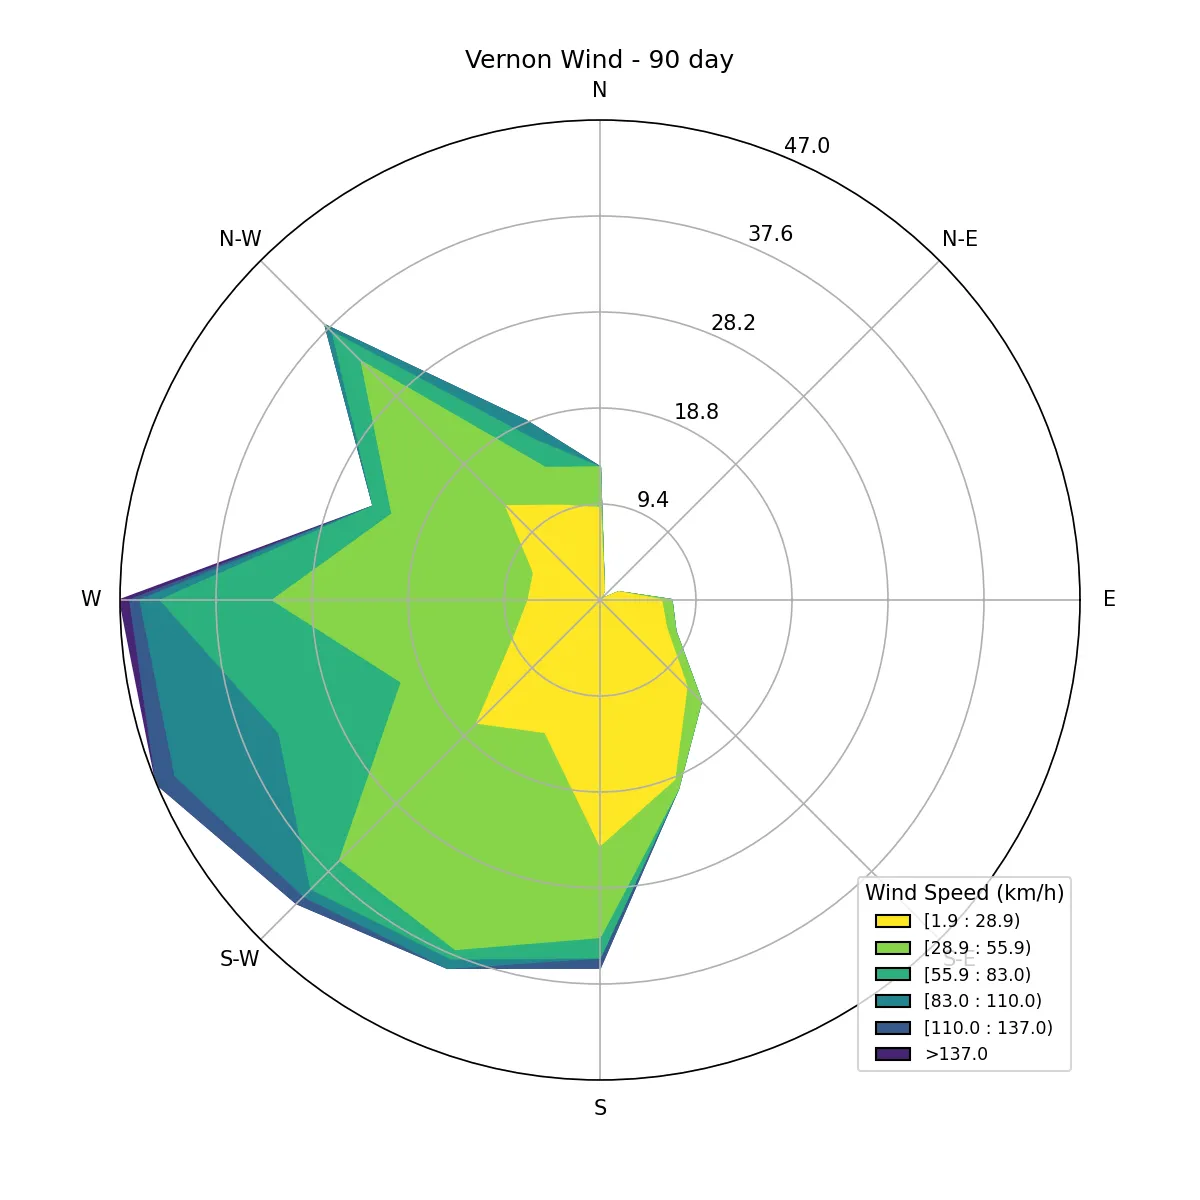 Vernon Wind - 90 day
N
47.0
37.6
N-W
N-E
28.2
18.8
9.4
W
E
S-W
S-E
S
Wind Speed (km/h)
[1.9 : 28.9)
[28.9 : 55.9)
[55.9 : 83.0)
[83.0 : 110.0)
[110.0 : 137.0)
>137.0